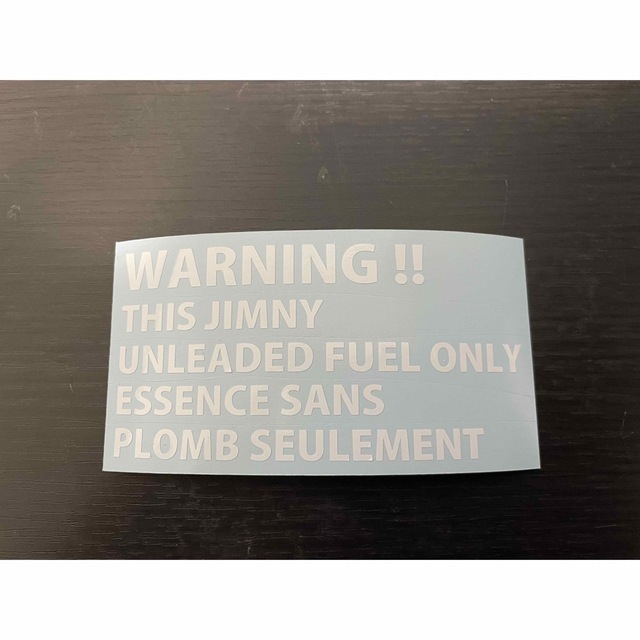 WARNING !!
THIS JIMNY
UNLEADED FUEL ONLY
ESSENCE SANS
PLOMB SEULEMENT